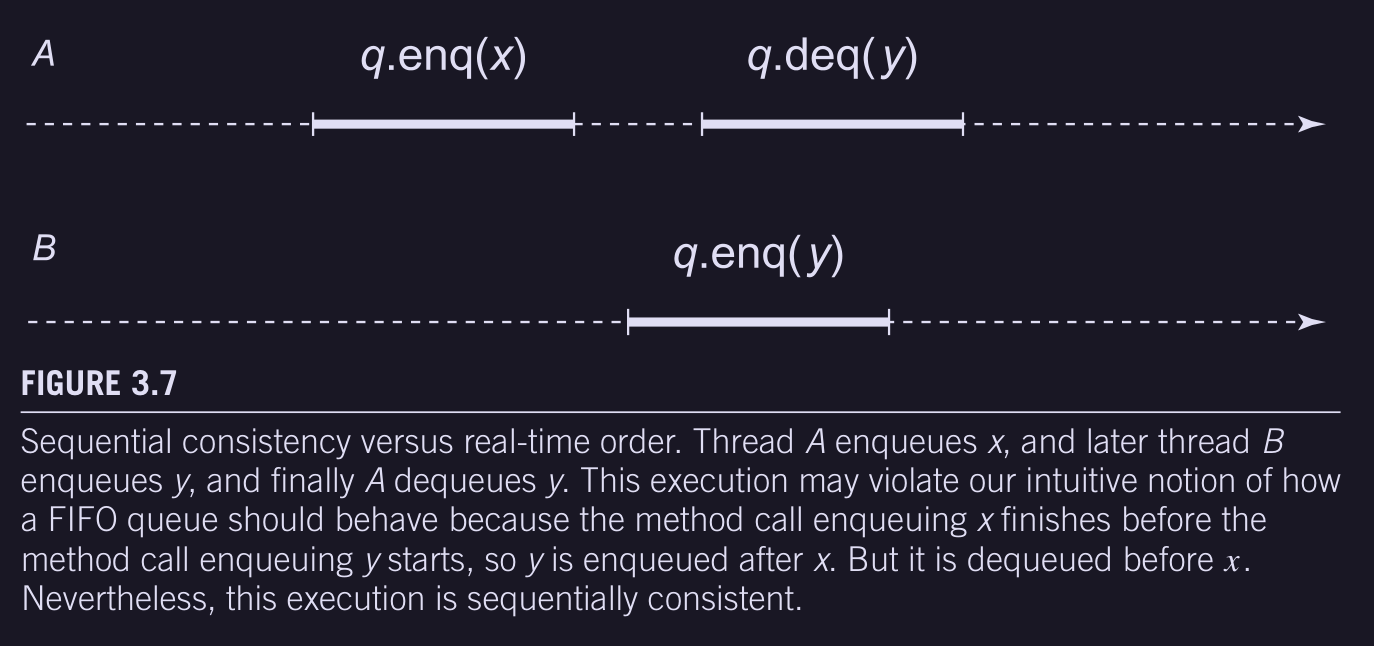 A
q.enq(x)
q.deq(y)
B
q.enq(y)
FIGURE 3.7
Sequential consistency versus real-time order. Thread A enqueues x, and later thread B
enqueues y, and finally A dequeues y. This execution may violate our intuitive notion of how
a FIFO queue should behave because the method call enqueuing x finishes before the
method call enqueuing y starts, so y is enqueued after x. But it is dequeued before x.
Nevertheless, this execution is sequentially consistent.